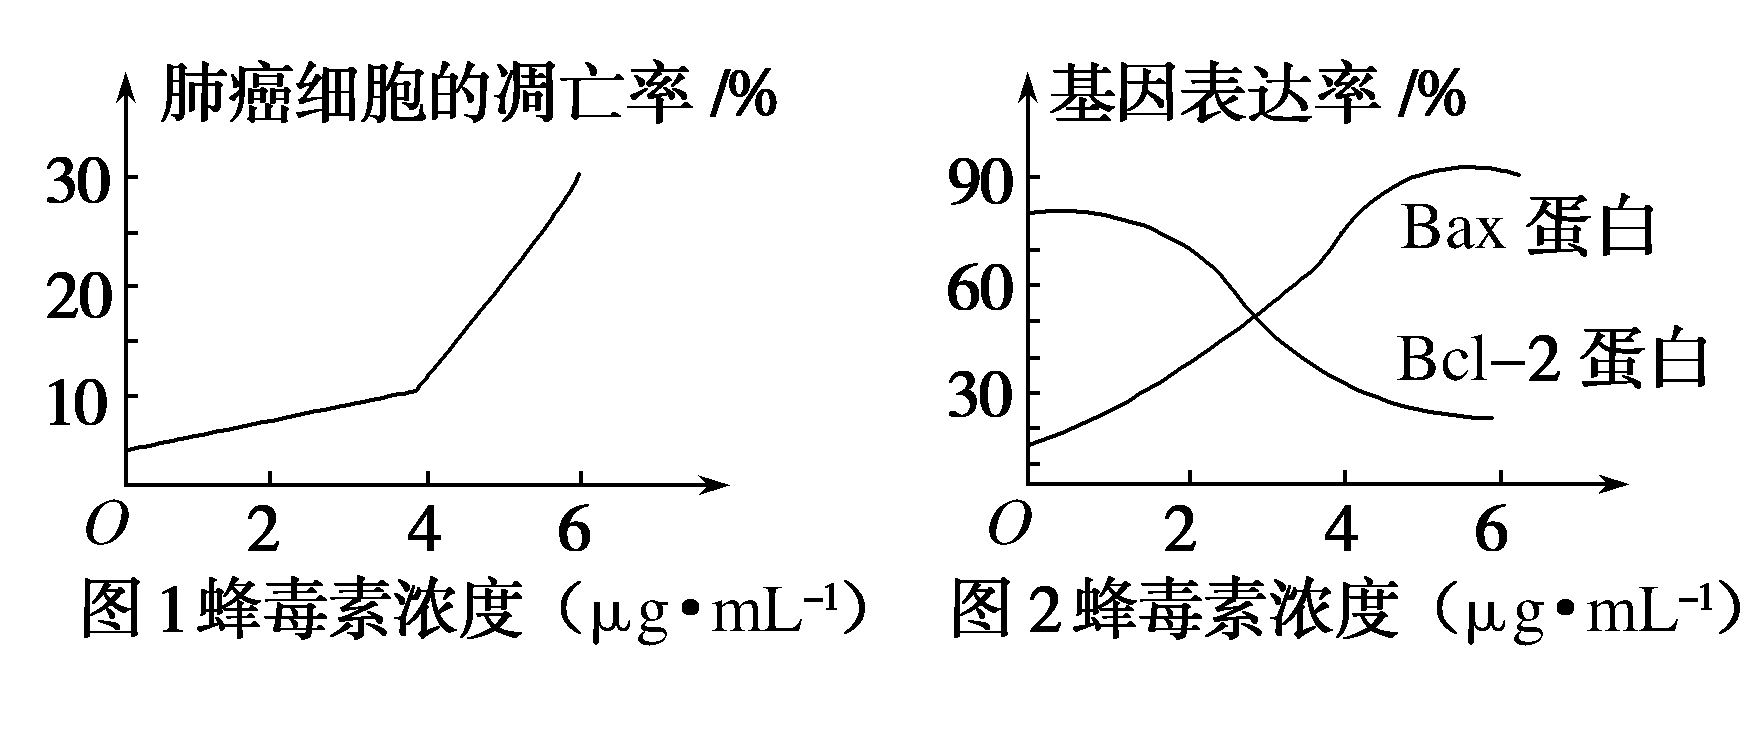 肺癌细胞的凋亡率 /%
30
20
10
O
2
4
6
图 1 蜂毒素浓度（μg•mL⁻¹）
基因表达率 /%
90
60
30
Bax 蛋白
Bcl–2 蛋白
O
2
4
6
图 2 蜂毒素浓度（μg•mL⁻¹）